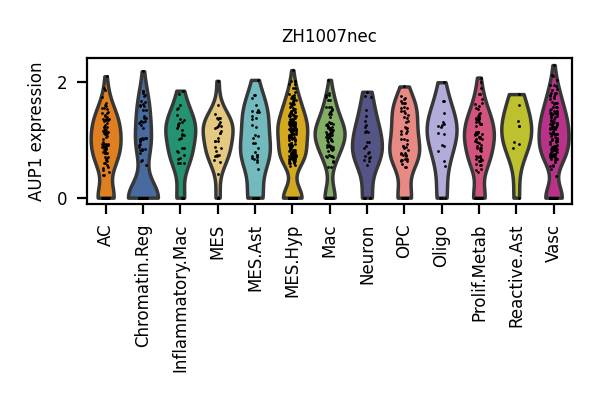 ZH1007nec
AUP1 expression
2
0
AC
Chromatin.Reg
Inflammatory.Mac
MES
MES.Ast
MES.Hyp
Mac
Neuron
OPC
Oligo
Prolif.Metab
Reactive.Ast
Vasc